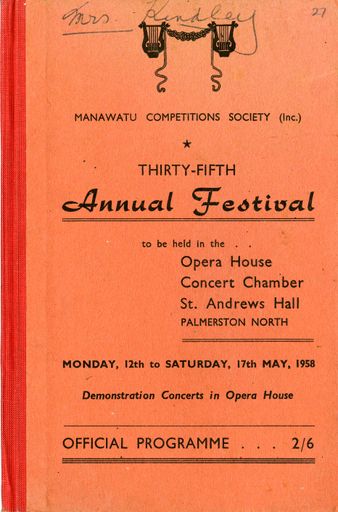 Mrs. Hindley
27
MANAWATU COMPETITIONS SOCIETY (Inc.)
★
THIRTY-FIFTH
Annual Festival
to be held in the . .
Opera House
Concert Chamber
St. Andrews Hall
PALMERSTON NORTH
MONDAY, 12th to SATURDAY, 17th MAY, 1958
Demonstration Concerts in Opera House
OFFICIAL PROGRAMME . . . 2/6